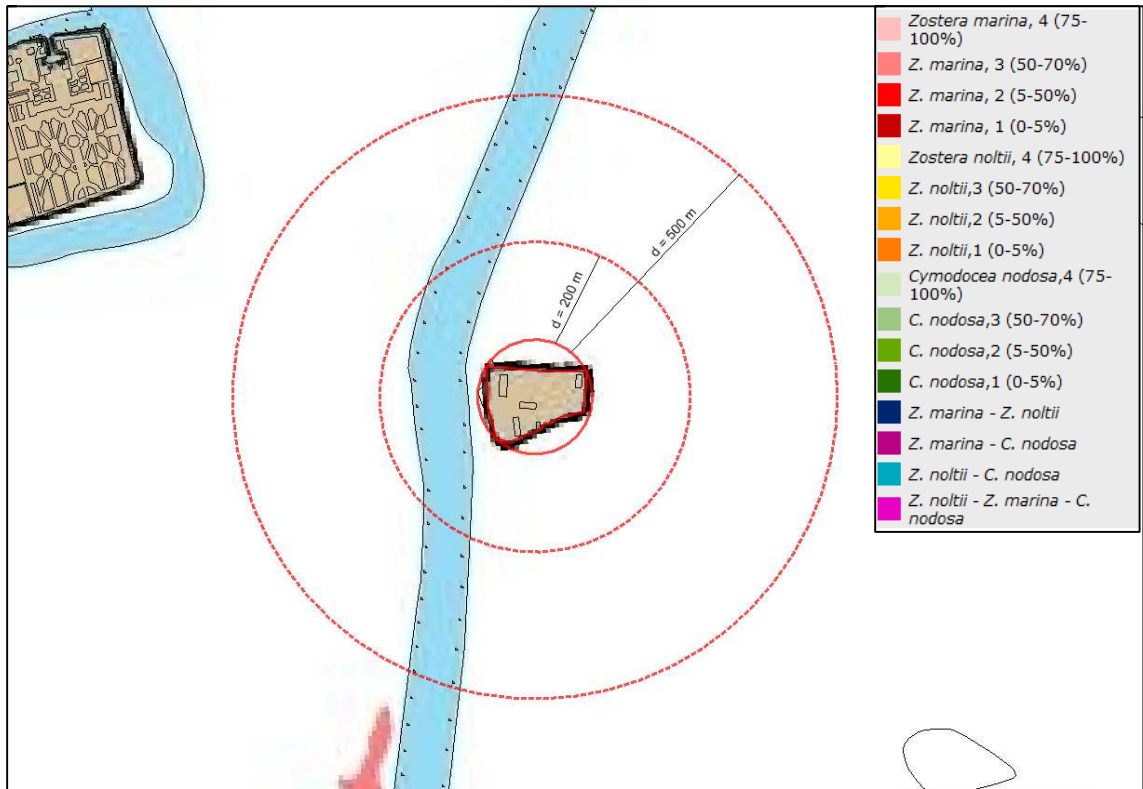 Zostera marina, 4 (75-
100%)
Z. marina, 3 (50-70%)
Z. marina, 2 (5-50%)
Z. marina, 1 (0-5%)
Zostera noltii, 4 (75-100%)
Z. noltii,3 (50-70%)
Z. noltii,2 (5-50%)
Z. noltii,1 (0-5%)
Cymodocea nodosa,4 (75-
100%)
C. nodosa,3 (50-70%)
C. nodosa,2 (5-50%)
C. nodosa,1 (0-5%)
Z. marina - Z. noltii
Z. marina - C. nodosa
Z. noltii - C. nodosa
Z. noltii - Z. marina - C.
nodosa
d = 500 m
d = 200 m